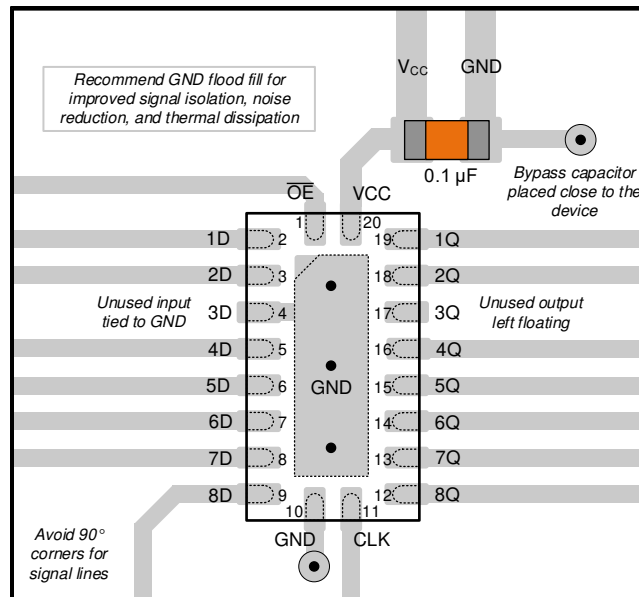 Recommend GND flood fill for
improved signal isolation, noise
reduction, and thermal dissipation
VCC GND
0.1 µF
Bypass capacitor
placed close to the
device
OE VCC
1 20
1D 2 19 1Q
2D 3 18 2Q
Unused input
tied to GND
3D 4 17 3Q
Unused output
left floating
4D 5 16 4Q
5D 6 GND 15 5Q
6D 7 14 6Q
7D 8 13 7Q
8D 9 12 8Q
10 11
GND CLK
Avoid 90°
corners for
signal lines